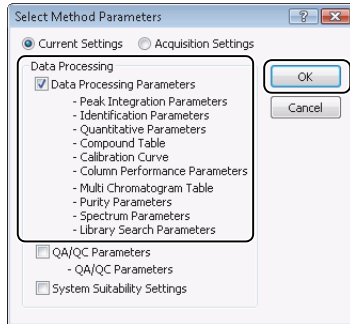 Select Method Parameters
Current Settings Acquisition Settings
Data Processing
OK
Data Processing Parameters
Cancel
- Peak Integration Parameters
- Identification Parameters
- Quantitative Parameters
- Compound Table
- Calibration Curve
- Column Performance Parameters
- Multi Chromatogram Table
- Purity Parameters
- Spectrum Parameters
- Library Search Parameters
QA/QC Parameters
- QA/QC Parameters
System Suitability Settings